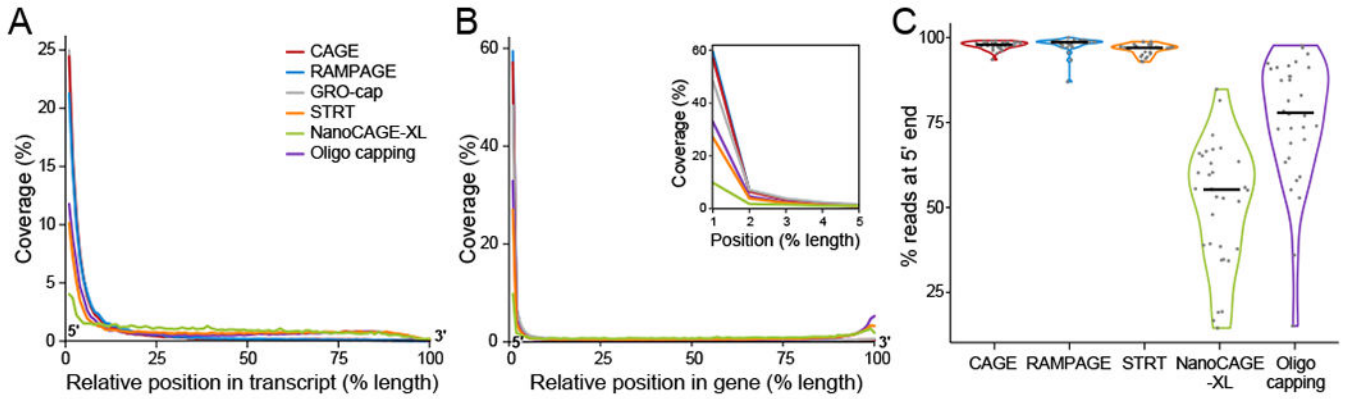 A
Coverage (%)
25
20
15
10
5
0
CAGE
RAMPAGE
GRO-cap
STRT
NanoCAGE-XL
Oligo capping
5'
3'
0
25
50
75
100
Relative position in transcript (% length)
B
Coverage (%)
60
40
20
0
Coverage (%)
60
40
20
0
1
2
3
4
5
Position (% length)
5'
3'
0
25
50
75
100
Relative position in gene (% length)
C
% reads at 5' end
100
75
50
25
CAGE
RAMPAGE
STRT
NanoCAGE
-XL
Oligo
capping